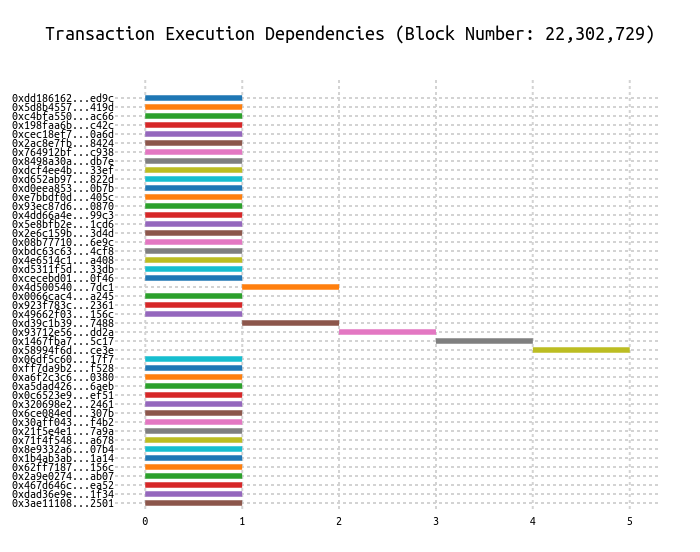 Transaction Execution Dependencies (Block Number: 22,302,729)
0xdd186162...ed9c
0x5d8b4557...419d
0xc4bfa550...ac66
0x198faa6b...c42c
0xcec18ef7...0a6d
0x2ac8e7fb...8424
0x764912bf...c938
0x8498a30a...db7e
0xdcf4ee4b...33ef
0xd652ab97...822d
0xd0eea853...0b7b
0xe7bbdf0d...405c
0x93ec87d6...0870
0x4dd66a4e...99c3
0x5e8bfb2e...1cd6
0x2e6c159b...3d4d
0x08b77710...6e9c
0xbdc63c63...4cf8
0x4e6514c1...a408
0xd5311f5d...33db
0xcecebd01...0f46
0x4d500540...7dc1
0x0066cac4...a245
0x923f783c...2361
0x49662f03...156c
0xd39c1b39...7488
0x93712e56...dd2a
0x1467fba7...5c17
0x58994f6d...ce3e
0x06df5c60...17f7
0xff7da9b2...f528
0xa6f2c3c6...0380
0xa5dad426...6aeb
0x0c6523e9...ef51
0x320698e2...2461
0x6ce084ed...307b
0x30aff043...f4b2
0x21f5e4e1...7a9a
0x71f4f548...a678
0x8e9332a6...07b4
0x1b4ab3ab...1a14
0x62ff7187...156c
0x2a9e0274...ab07
0x467d646c...ea52
0xdad36e9e...1f34
0x3ae11108...2501
0 1 2 3 4 5